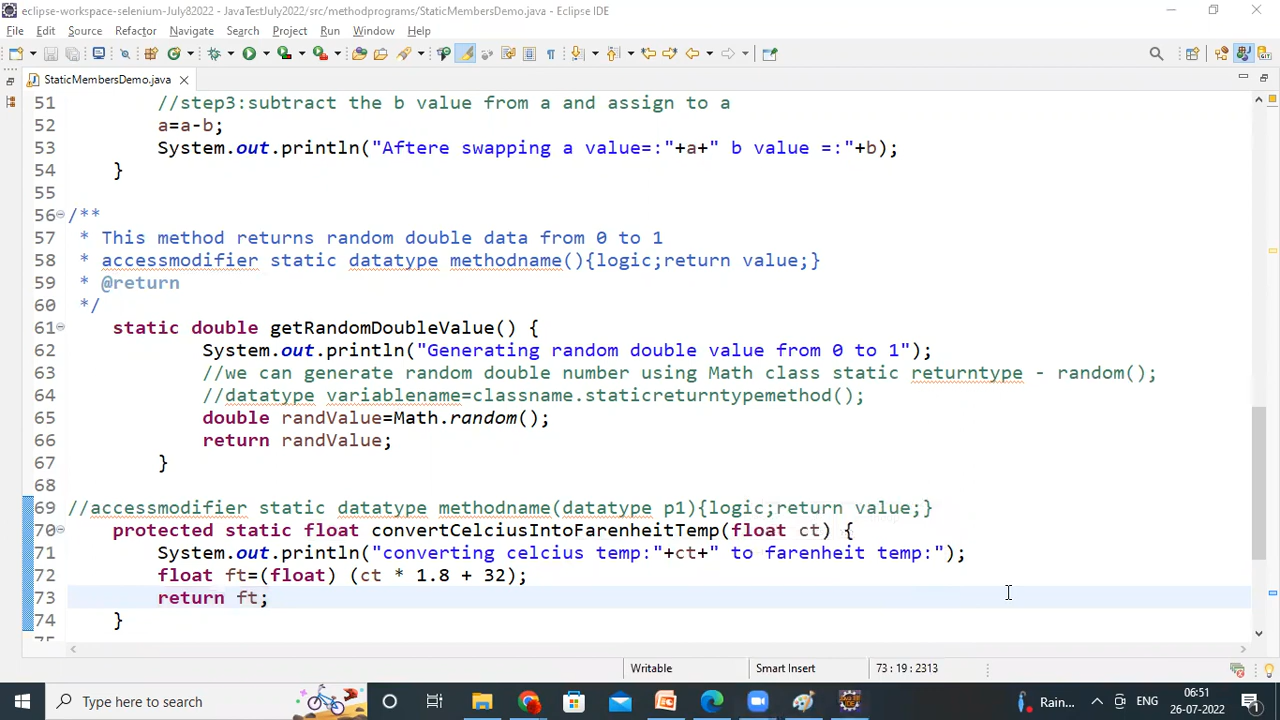 eclipse-workspace-selenium-July82022 - JavaTestJuly2022/src/methodprograms/StaticMembersDemo.java - Eclipse IDE
File Edit Source Refactor Navigate Search Project Run Window Help
StaticMembersDemo.java
51 //step3:subtract the b value from a and assign to a
52 a=a-b;
53 System.out.println("Aftere swapping a value=:"+a+" b value =:"+b);
54 }
55
56 /**
57 * This method returns random double data from 0 to 1
58 * accessmodifier static datatype methodname(){logic;return value;}
59 * @return
60 */
61 static double getRandomDoubleValue() {
62 System.out.println("Generating random double value from 0 to 1");
63 //we can generate random double number using Math class static returntype - random();
64 //datatype variablename=classname.staticreturntypemethod();
65 double randValue=Math.random();
66 return randValue;
67 }
68
69 //accessmodifier static datatype methodname(datatype p1){logic;return value;}
70 protected static float convertCelciusIntoFarenheitTemp(float ct) {
71 System.out.println("converting celcius temp:"+ct+" to farenheit temp:");
72 float ft=(float) (ct * 1.8 + 32);
73 return ft;
74 }
75
Writable Smart Insert 73 : 19 : 2313
Type here to search Rain... ENG 06:51
26-07-2022 1